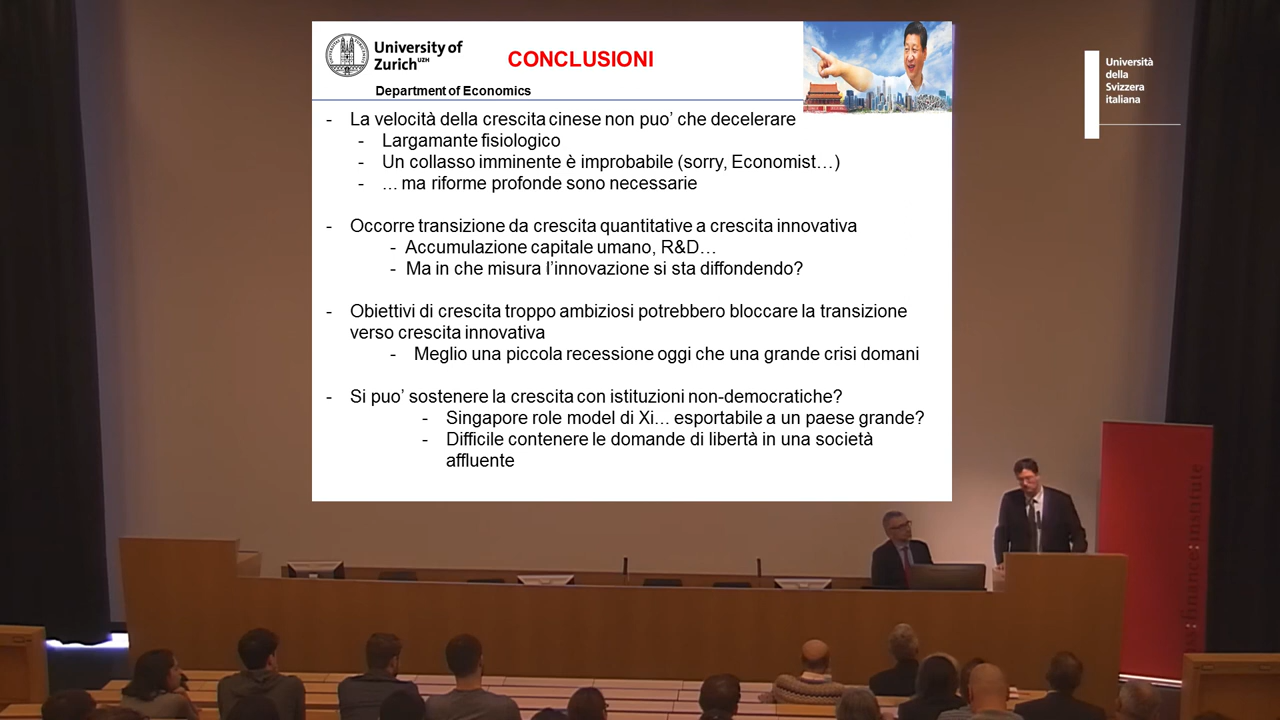 University of
Zurich UZH
CONCLUSIONI
Department of Economics
- La velocità della crescita cinese non puo' che decelerare
- Largamante fisiologico
- Un collasso imminente è improbabile (sorry, Economist…)
- ... ma riforme profonde sono necessarie
- Occorre transizione da crescita quantitative a crescita innovativa
- Accumulazione capitale umano, R&D…
- Ma in che misura l'innovazione si sta diffondendo?
- Obiettivi di crescita troppo ambiziosi potrebbero bloccare la transizione
verso crescita innovativa
- Meglio una piccola recessione oggi che una grande crisi domani
- Si puo' sostenere la crescita con istituzioni non-democratiche?
- Singapore role model di Xi... esportabile a un paese grande?
- Difficile contenere le domande di libertà in una società
affluente
Università
della
Svizzera
italiana
finance institute